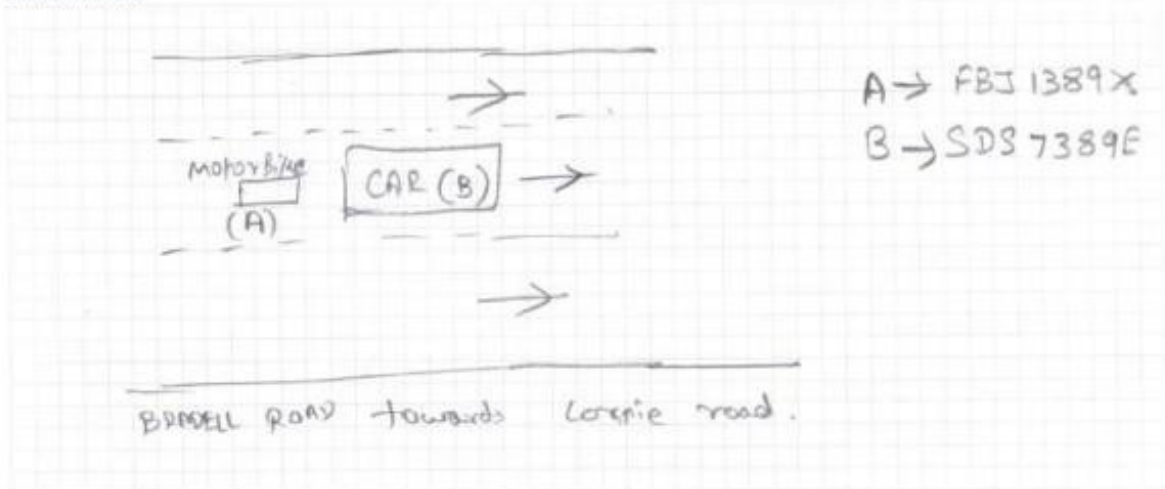 A → FBJ 1389X
B → SDS 7389E
Motorbike
(A)
CAR (B)
BRADELL ROAD towards Lornie road.